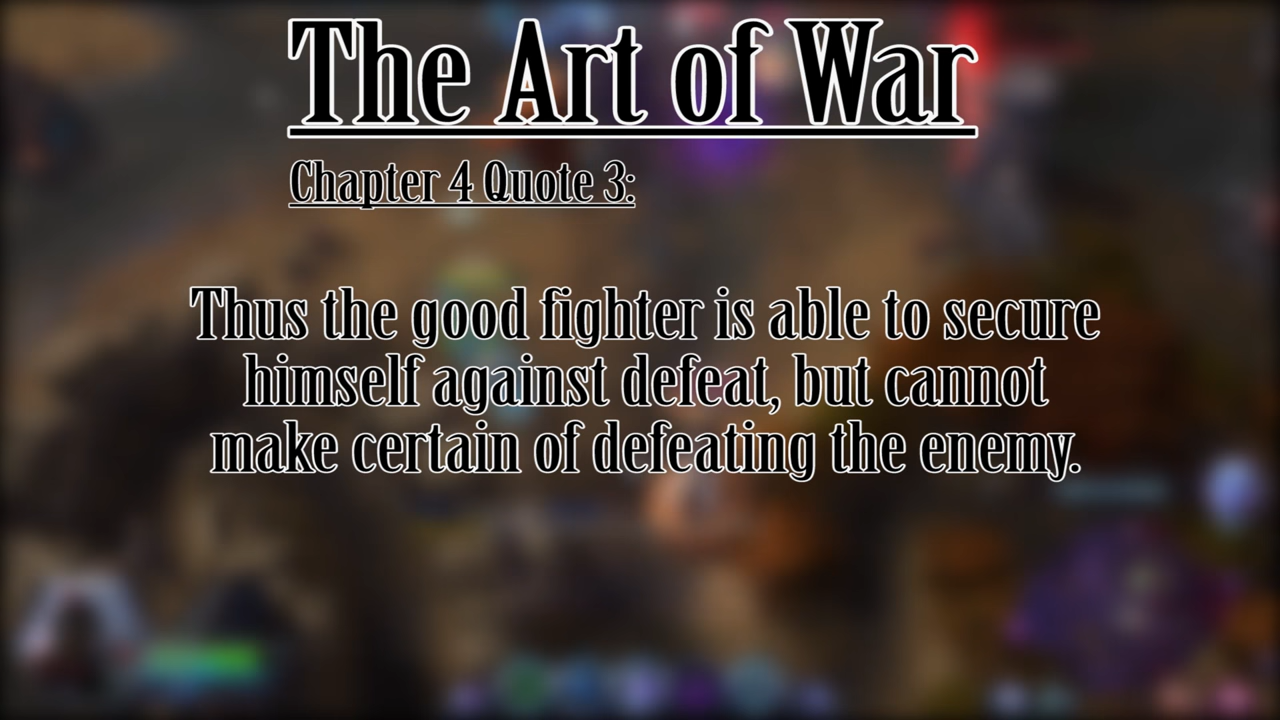 The Art of War
Chapter 4 Quote 3:
Thus the good fighter is able to secure
himself against defeat, but cannot
make certain of defeating the enemy.